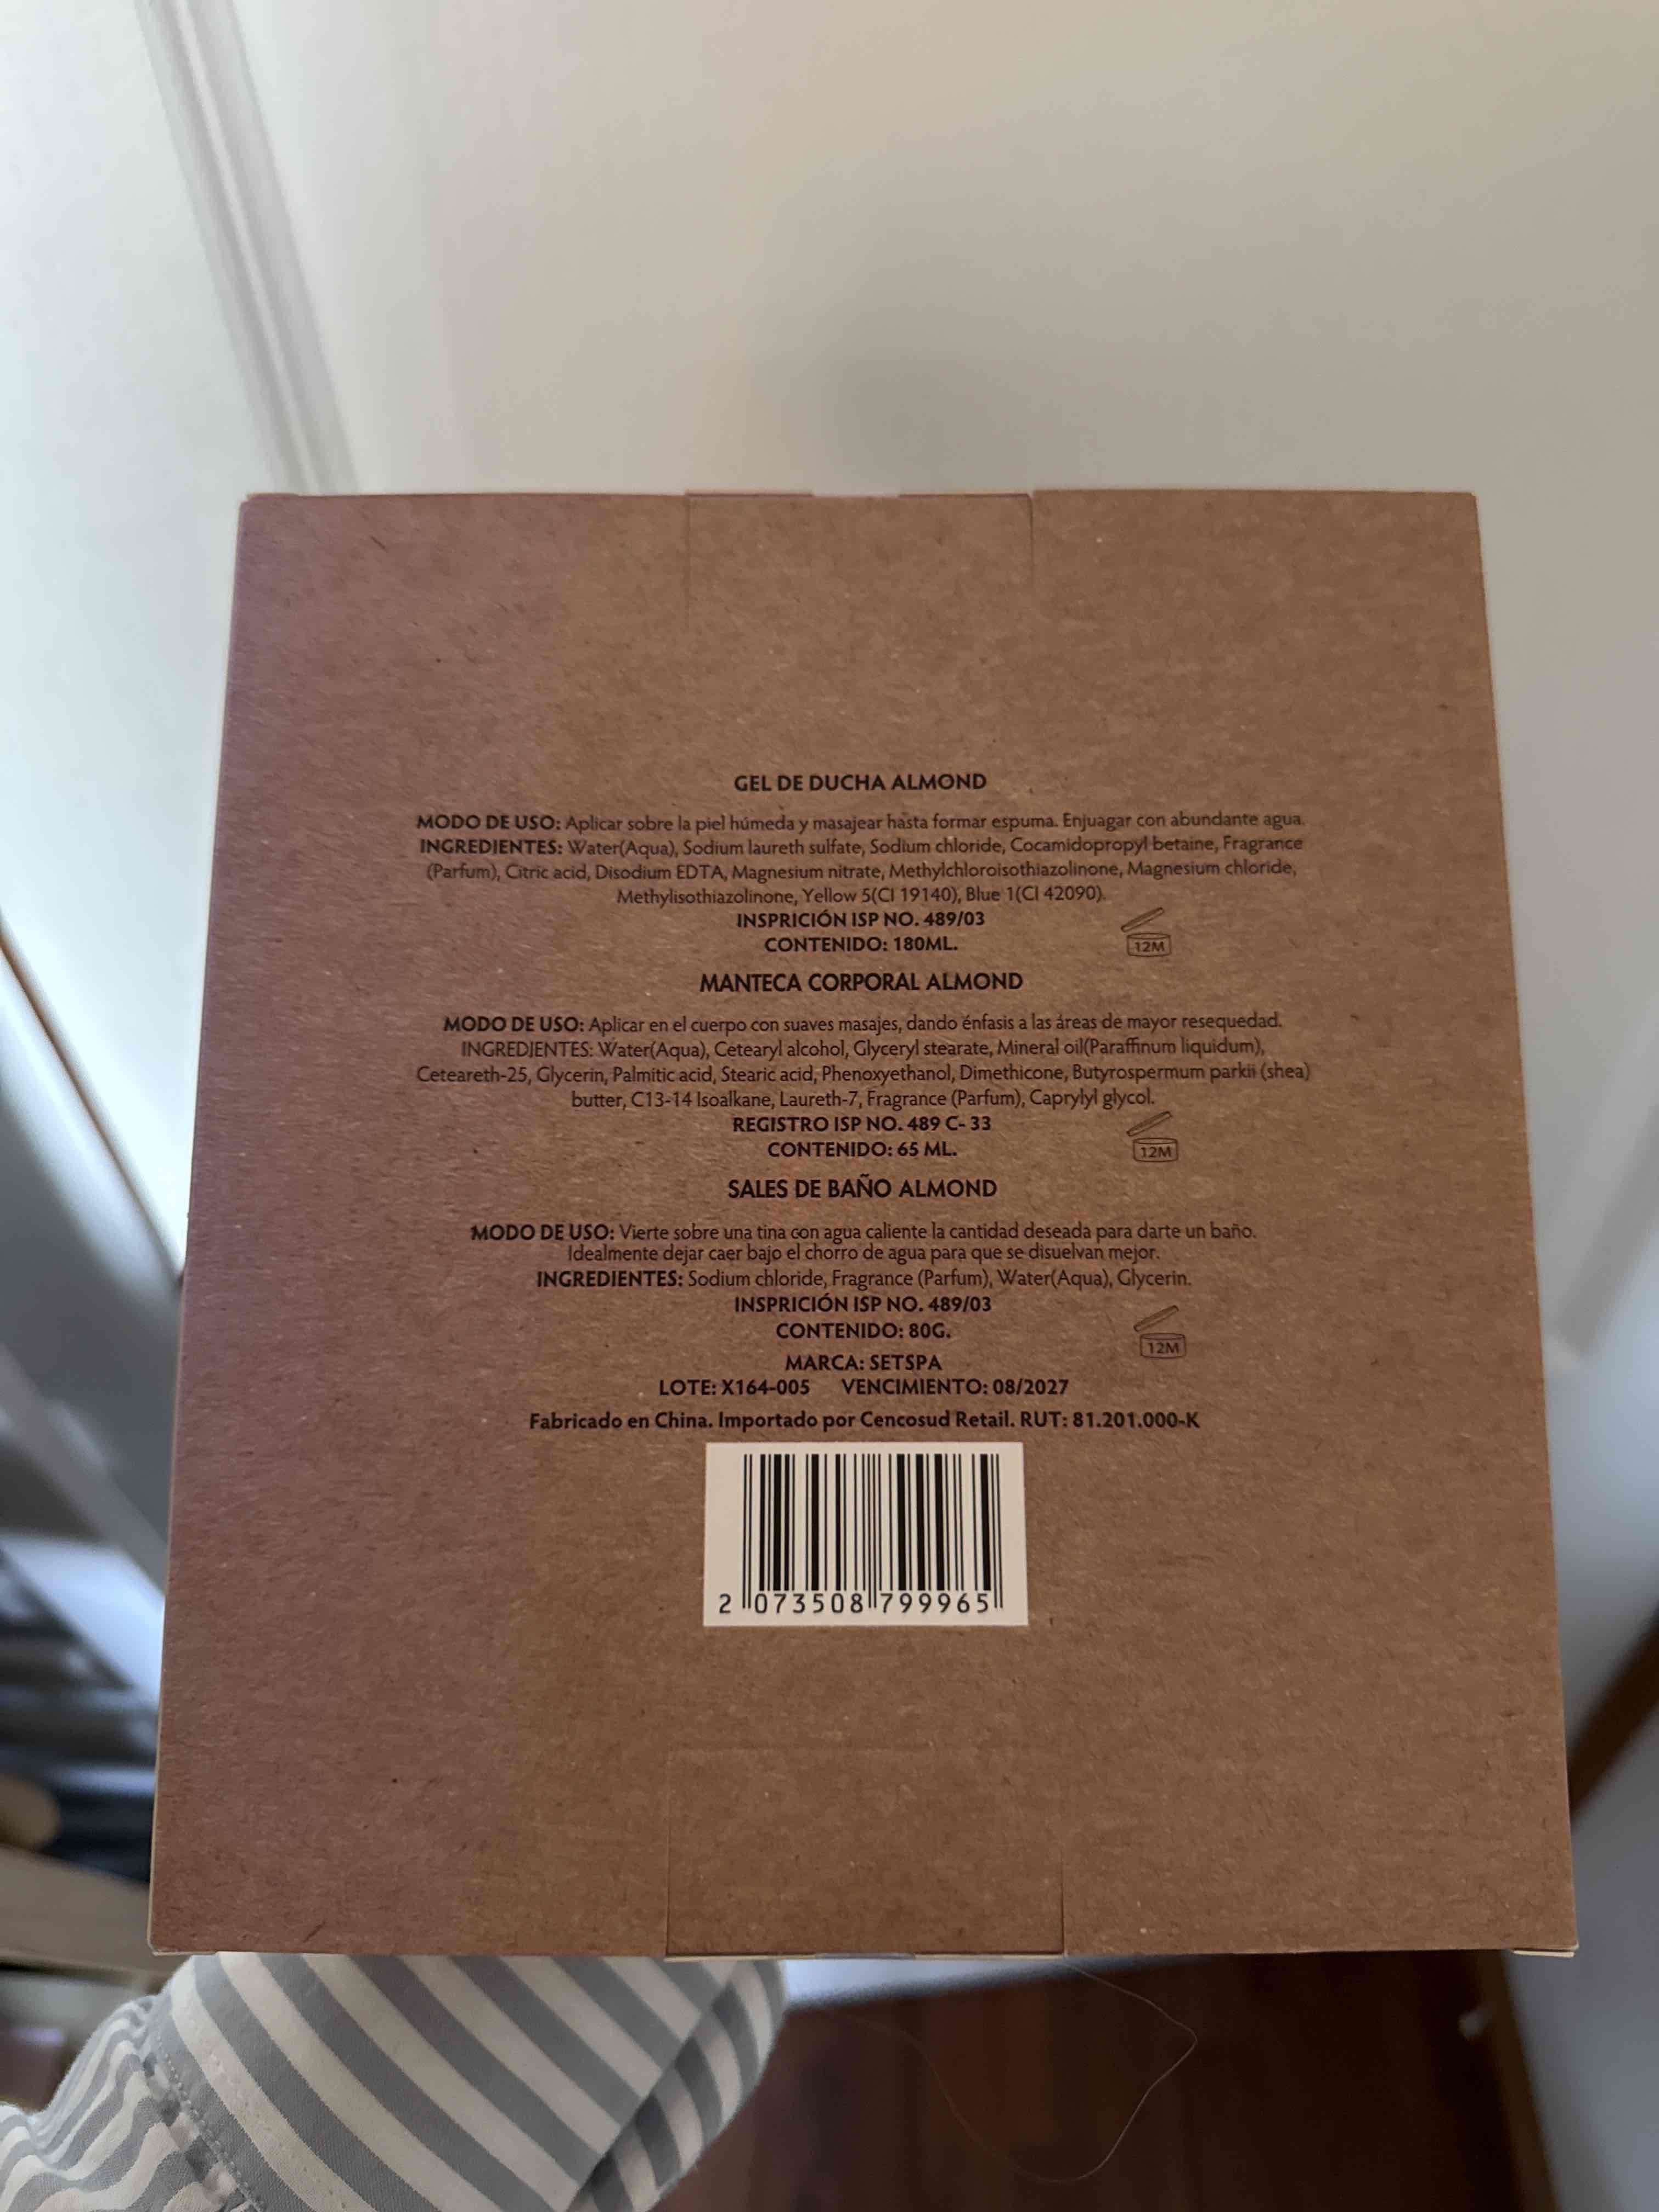 GEL DE DUCHA ALMOND
MODO DE USO: Aplicar sobre la piel húmeda y masajear hasta formar espuma. Enjuagar con abundante agua.
INGREDIENTES: Water(Aqua), Sodium laureth sulfate, Sodium chloride, Cocamidopropyl betaine, Fragrance
(Parfum), Citric acid, Disodium EDTA, Magnesium nitrate, Methylchloroisothiazolinone, Magnesium chloride,
Methylisothiazolinone, Yellow 5(CI 19140), Blue 1(CI 42090).
INSPRICIÓN ISP NO. 489/03
CONTENIDO: 180ML.
12M
MANTECA CORPORAL ALMOND
MODO DE USO: Aplicar en el cuerpo con suaves masajes, dando énfasis a las áreas de mayor resequedad.
INGREDIENTES: Water(Aqua), Cetearyl alcohol, Glyceryl stearate, Mineral oil(Paraffinum liquidum),
Ceteareth-25, Glycerin, Palmitic acid, Stearic acid, Phenoxyethanol, Dimethicone, Butyrospermum parkii (shea)
butter, C13-14 Isoalkane, Laureth-7, Fragrance (Parfum), Caprylyl glycol.
REGISTRO ISP NO. 489 C- 33
CONTENIDO: 65 ML.
12M
SALES DE BAÑO ALMOND
MODO DE USO: Vierte sobre una tina con agua caliente la cantidad deseada para darte un baño.
Idealmente dejar caer bajo el chorro de agua para que se disuelvan mejor.
INGREDIENTES: Sodium chloride, Fragrance (Parfum), Water(Aqua), Glycerin.
INSPRICIÓN ISP NO. 489/03
CONTENIDO: 80G.
12M
MARCA: SETSPA
LOTE: X164-005 VENCIMIENTO: 08/2027
Fabricado en China. Importado por Cencosud Retail. RUT: 81.201.000-K
2 073508 799965